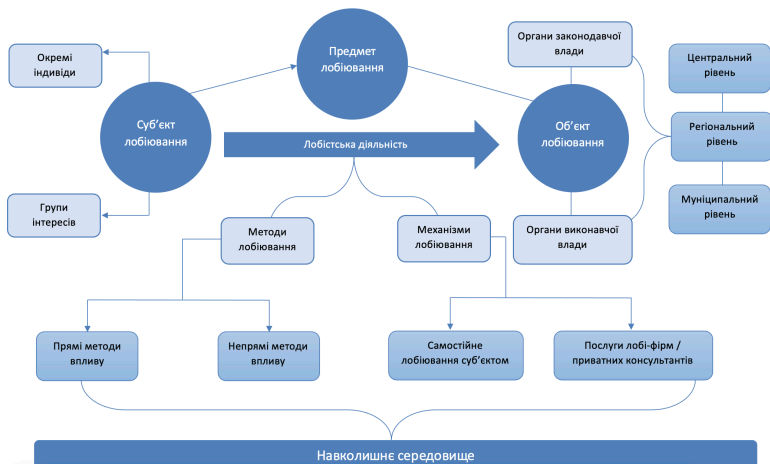 Предмет
лобіювання
Окремі
індивіди
Органи законодавчої
влади
Центральний
рівень
Суб'єкт
лобіювання
Лобістська діяльність
Об'єкт
лобіювання
Регіональний
рівень
Групи
інтересів
Муніципальний
рівень
Методи
лобіювання
Механізми
лобіювання
Органи виконавчої
влади
Прямі методи
впливу
Непрямі методи
впливу
Самостійне
лобіювання суб'єктом
Послуги лобі-фірм /
приватних консультантів
Навколишнє середовище